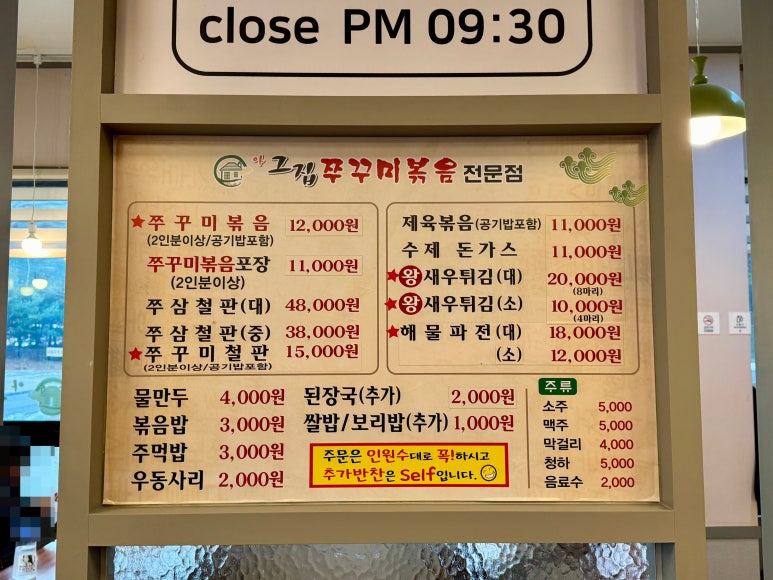 close PM 09:30
왕 그집 쭈꾸미볶음 전문점
쭈꾸미볶음 12,000원
(2인분이상/공기밥포함)
쭈꾸미볶음포장 11,000원
(2인분이상)
쭈삼철판(대) 48,000원
쭈삼철판(중) 38,000원
쭈꾸미철판 15,000원
(2인분이상/공기밥포함)
제육볶음(공기밥포함) 11,000원
수제 돈가스 11,000원
왕새우튀김(대) 20,000원
(8마리)
왕새우튀김(소) 10,000원
(4마리)
해물파전(대) 18,000원
(소) 12,000원
물만두 4,000원
볶음밥 3,000원
주먹밥 3,000원
우동사리 2,000원
된장국(추가) 2,000원
쌀밥/보리밥(추가) 1,000원
주문은 인원수대로 꼭!하시고
추가반찬은 Self입니다.
주류
소주 5,000
맥주 5,000
막걸리 4,000
청하 5,000
음료수 2,000